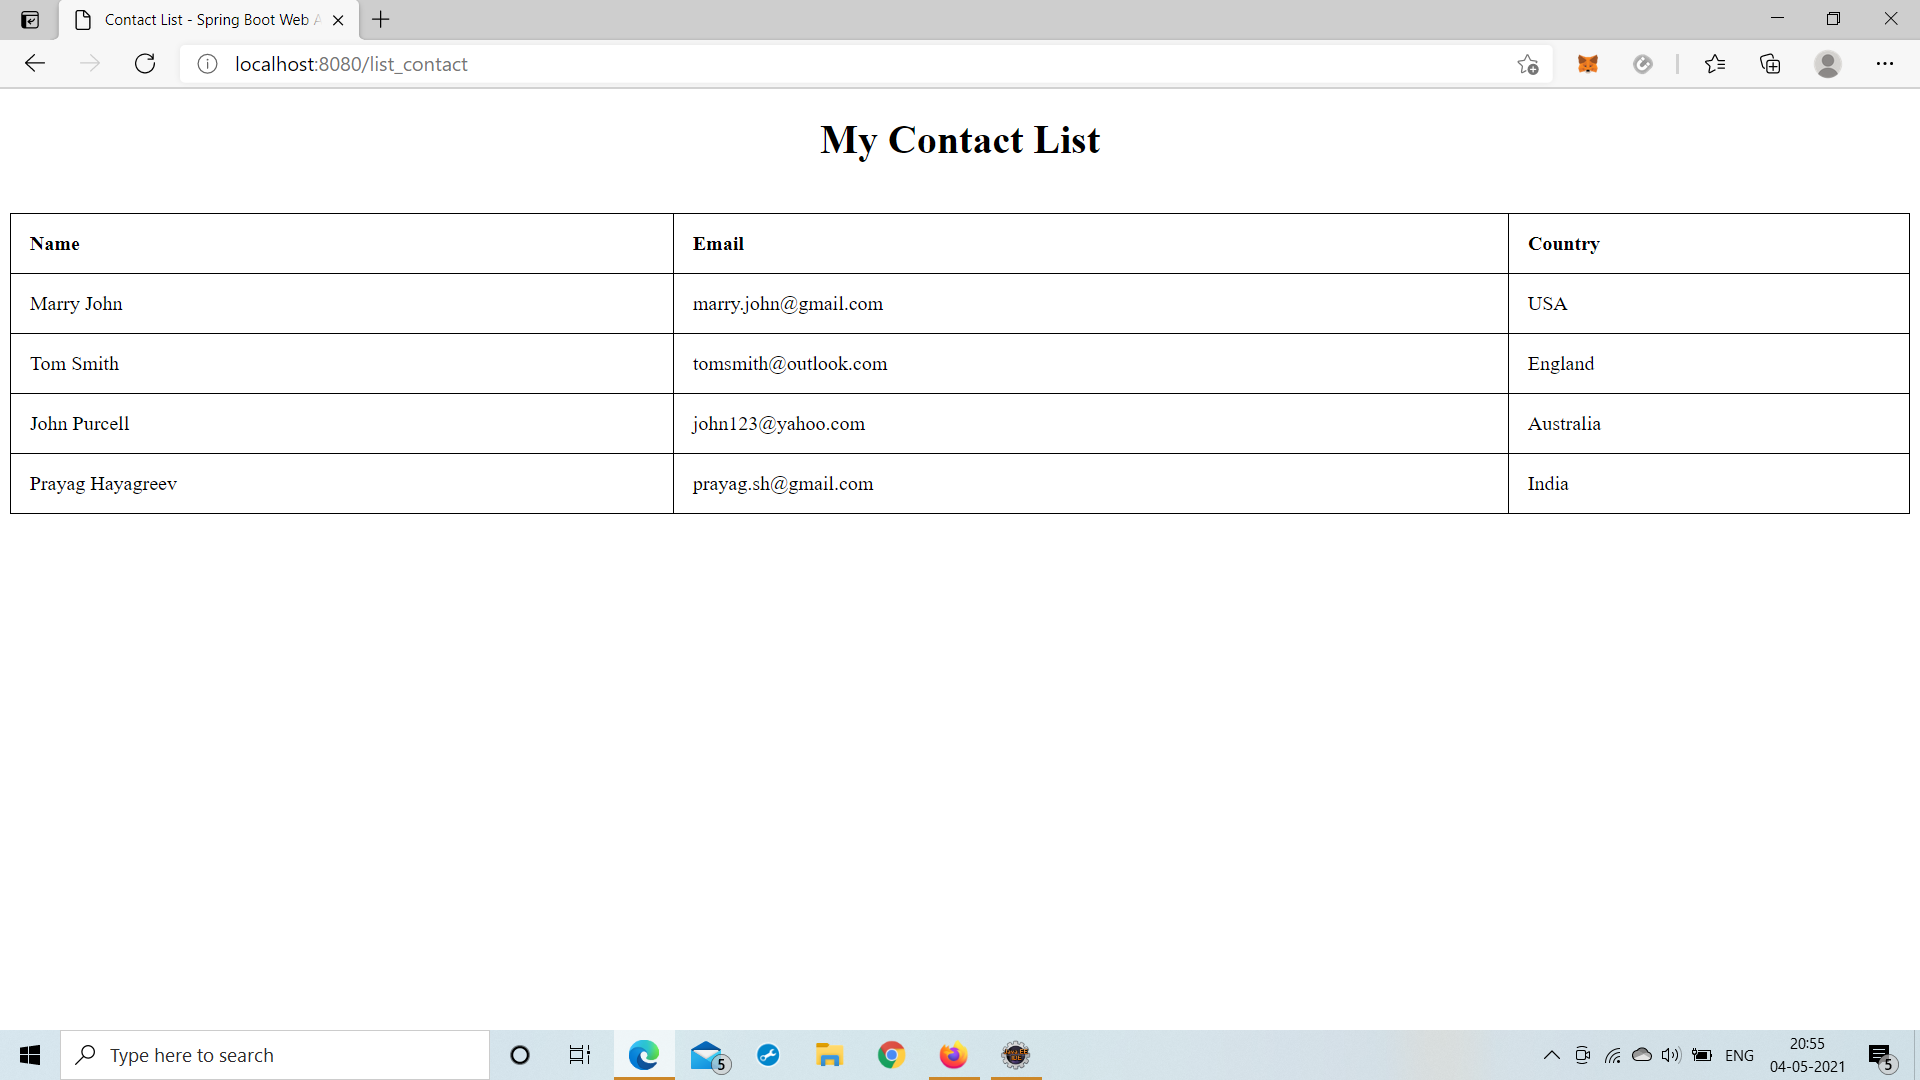 Contact List - Spring Boot Web A
localhost:8080/list_contact
My Contact List
Name Email Country
Marry John marry.john@gmail.com USA
Tom Smith tomsmith@outlook.com England
John Purcell john123@yahoo.com Australia
Prayag Hayagreev prayag.sh@gmail.com India
Type here to search
5
ENG
20:55
04-05-2021
5